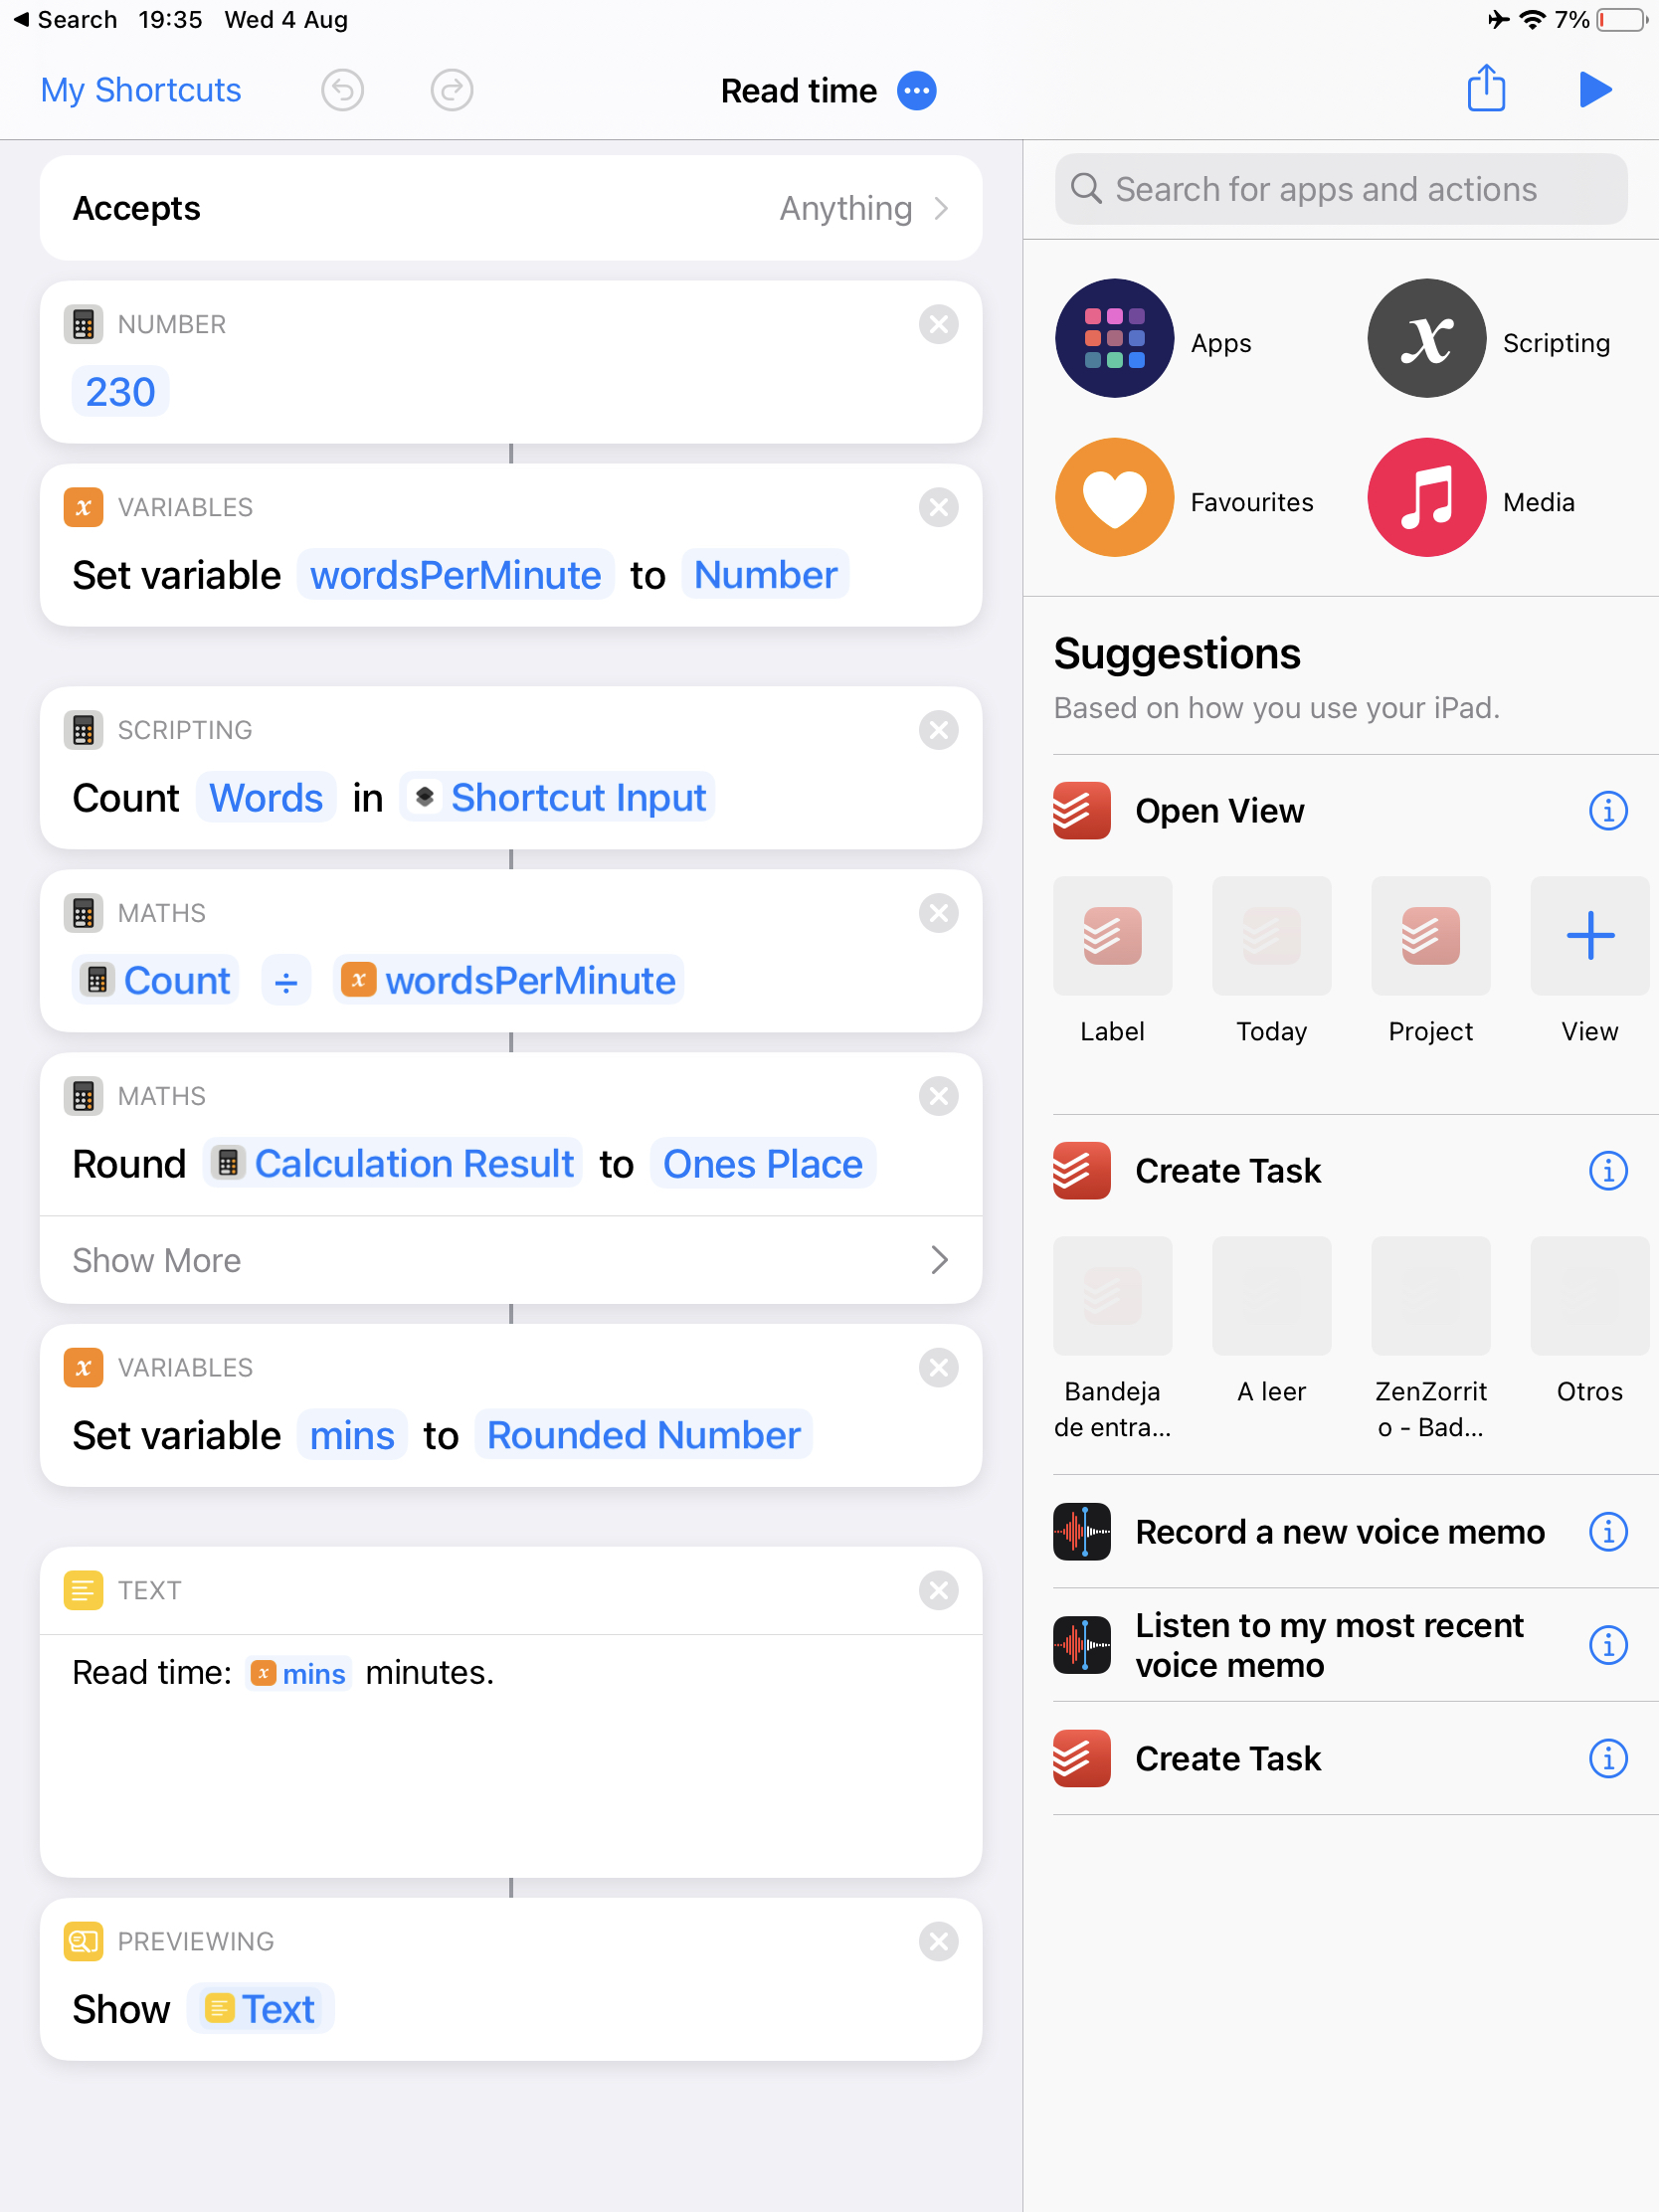 Search 19:35 Wed 4 Aug 7%
My Shortcuts Read time
Accepts Anything
NUMBER
230
VARIABLES
Set variable wordsPerMinute to Number
SCRIPTING
Count Words in Shortcut Input
MATHS
Count ÷ wordsPerMinute
MATHS
Round Calculation Result to Ones Place
Show More
VARIABLES
Set variable mins to Rounded Number
TEXT
Read time: mins minutes.
PREVIEWING
Show Text
Search for apps and actions
Apps Scripting
Favourites Media
Suggestions
Based on how you use your iPad.
Open View
Label Today Project View
Create Task
Bandeja A leer ZenZorrit Otros
de entra... o - Bad...
Record a new voice memo
Listen to my most recent
voice memo
Create Task